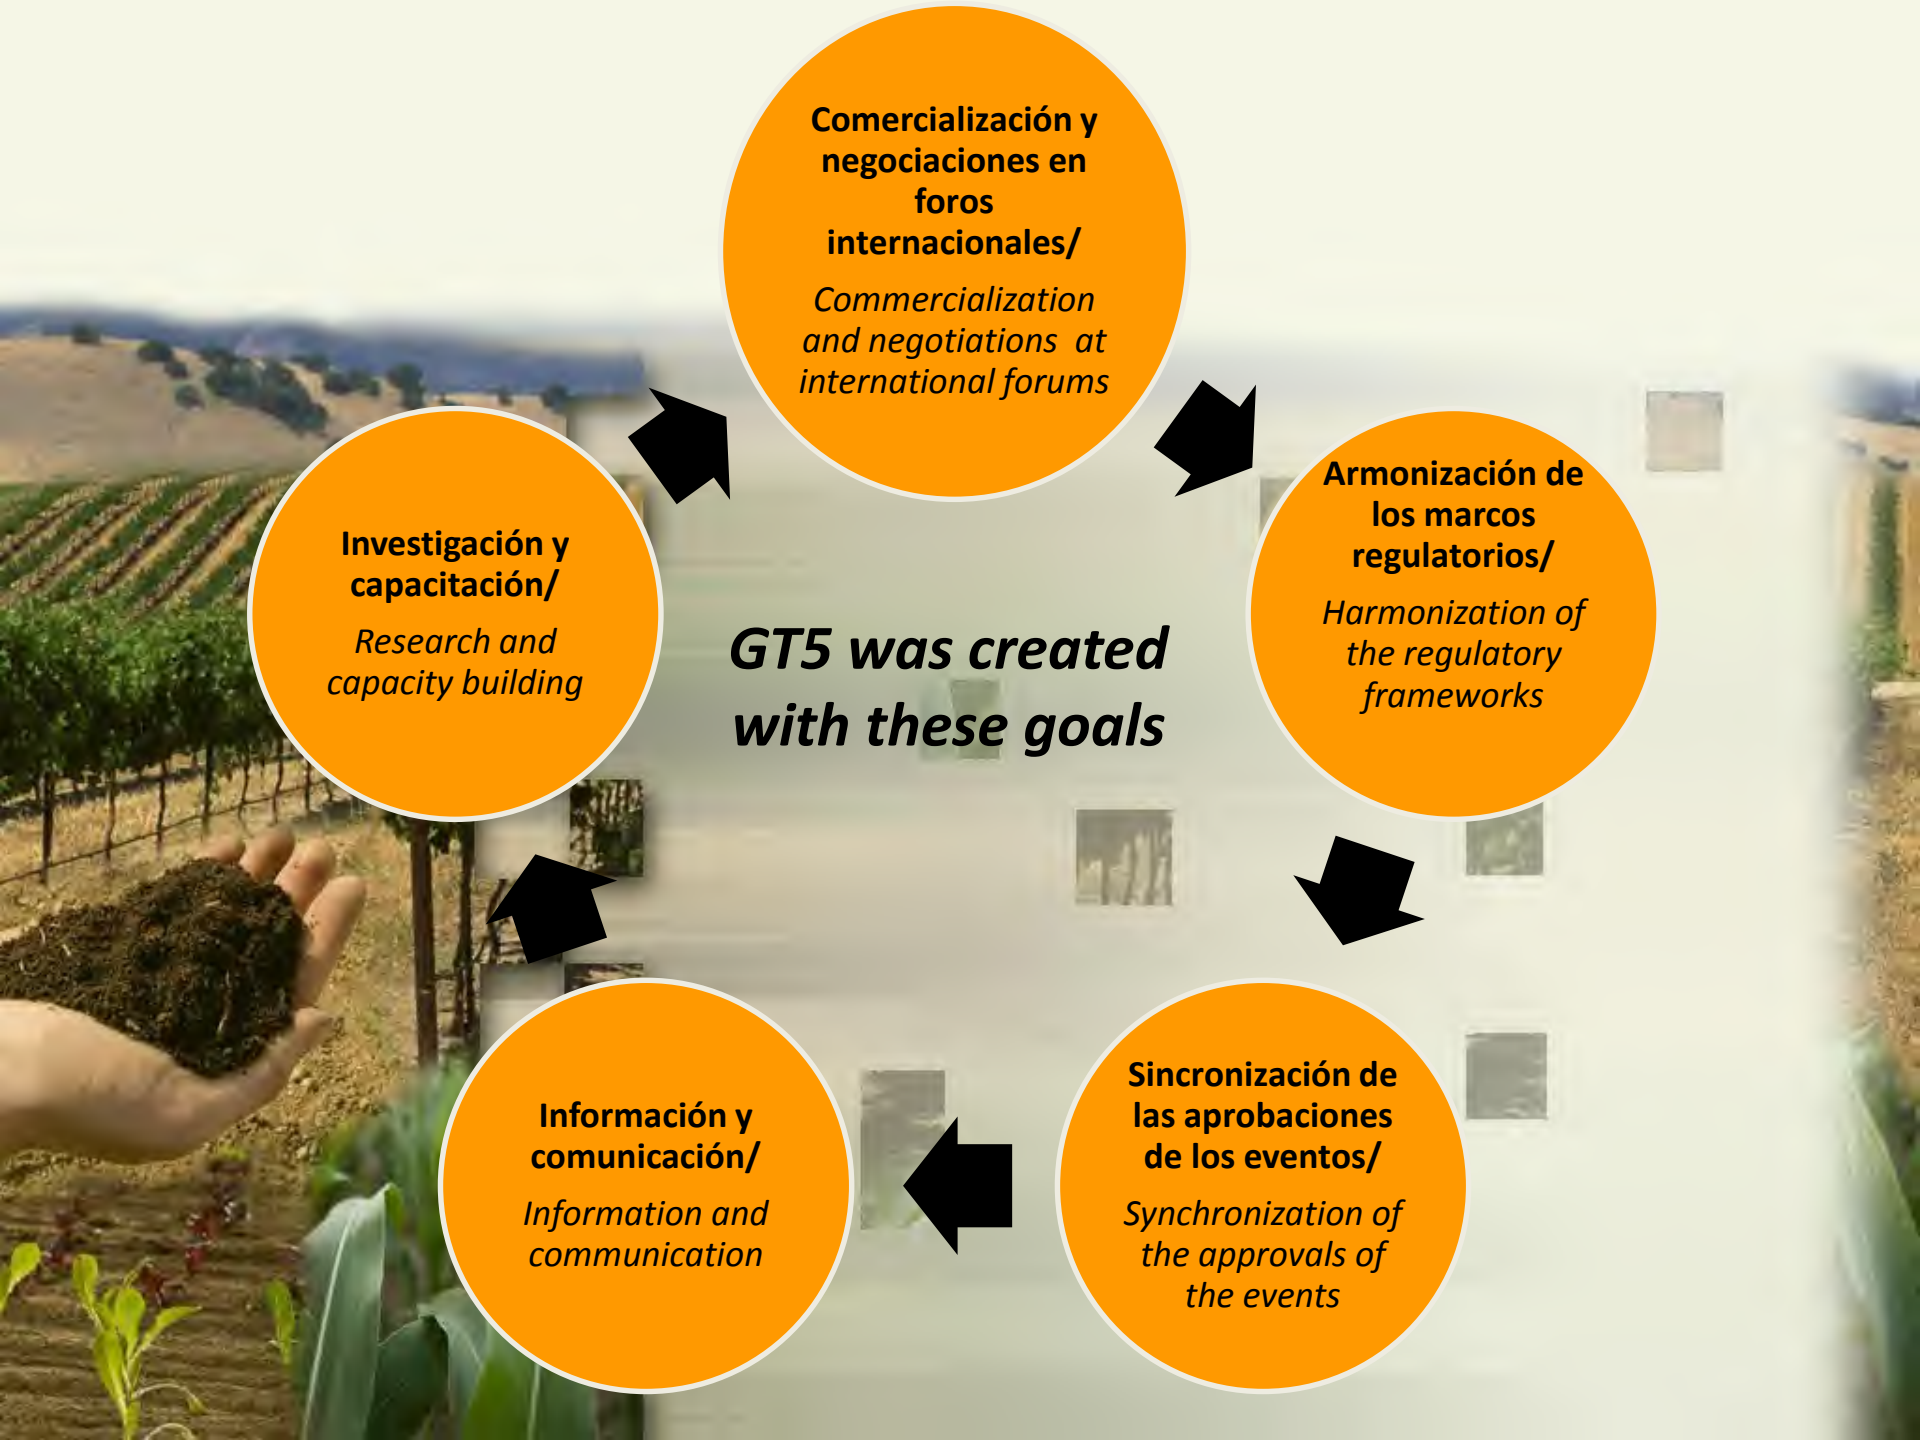 Comercialización y
negociaciones en
foros
internacionales/
Commercialization
and negotiations at
international forums
Armonización de
los marcos
regulatorios/
Harmonization of
the regulatory
frameworks
Sincronización de
las aprobaciones
de los eventos/
Synchronization of
the approvals of
the events
Información y
comunicación/
Information and
communication
Investigación y
capacitación/
Research and
capacity building
GT5 was created
with these goals